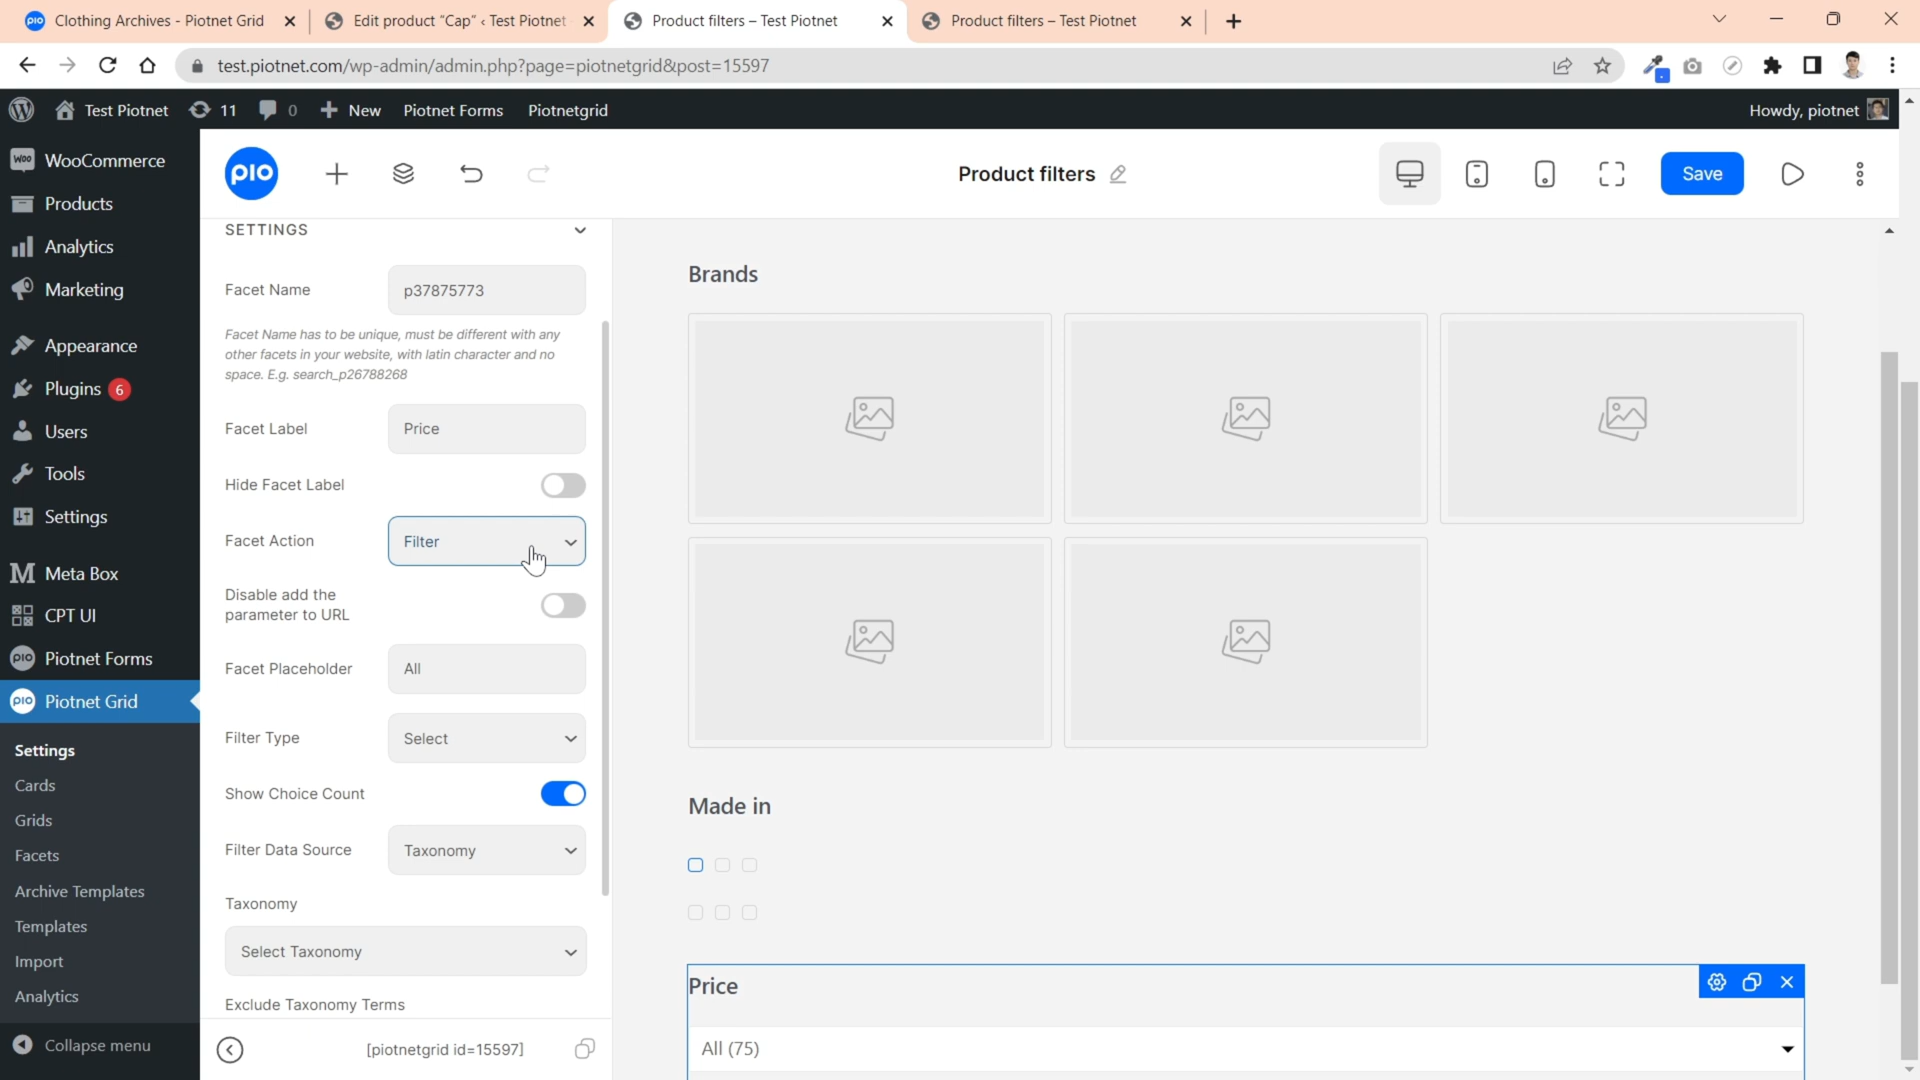 pio Clothing Archives - Piotnet Grid
Edit product “Cap” ‹ Test Piotnet
Product filters – Test Piotnet
Product filters – Test Piotnet
test.piotnet.com/wp-admin/admin.php?page=piotnetgrid&post=15597
Test Piotnet 11 0 New Piotnet Forms Piotnetgrid Howdy, piotnet
Woo WooCommerce
Products
Analytics
Marketing
Appearance
Plugins 6
Users
Tools
Settings
M Meta Box
CPT UI
pio Piotnet Forms
pio Piotnet Grid
Settings
Cards
Grids
Facets
Archive Templates
Templates
Import
Analytics
Collapse menu
pio Product filters Save
SETTINGS
Facet Name p37875773
Facet Name has to be unique, must be different with any
other facets in your website, with latin character and no
space. E.g. search_p26788268
Facet Label Price
Hide Facet Label
Facet Action Filter
Disable add the
parameter to URL
Facet Placeholder All
Filter Type Select
Show Choice Count
Filter Data Source Taxonomy
Taxonomy
Select Taxonomy
Exclude Taxonomy Terms
[piotnetgrid id=15597]
Brands
Made in
Price
All (75)